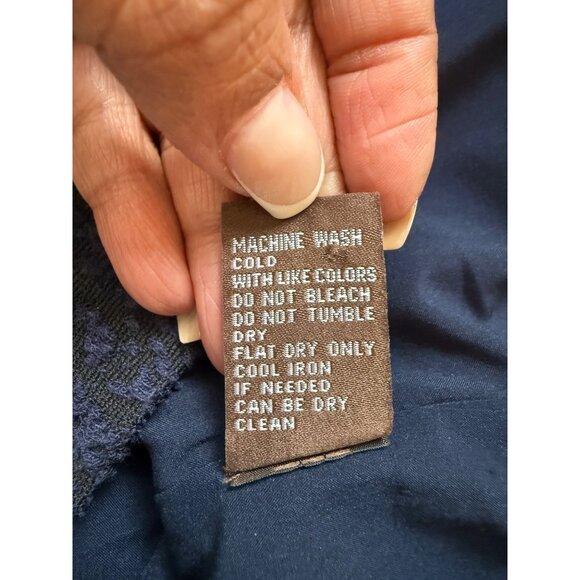 MACHINE WASH
COLD
WITH LIKE COLORS
DO NOT BLEACH
DO NOT TUMBLE
DRY
FLAT DRY ONLY
COOL IRON
IF NEEDED
CAN BE DRY
CLEAN